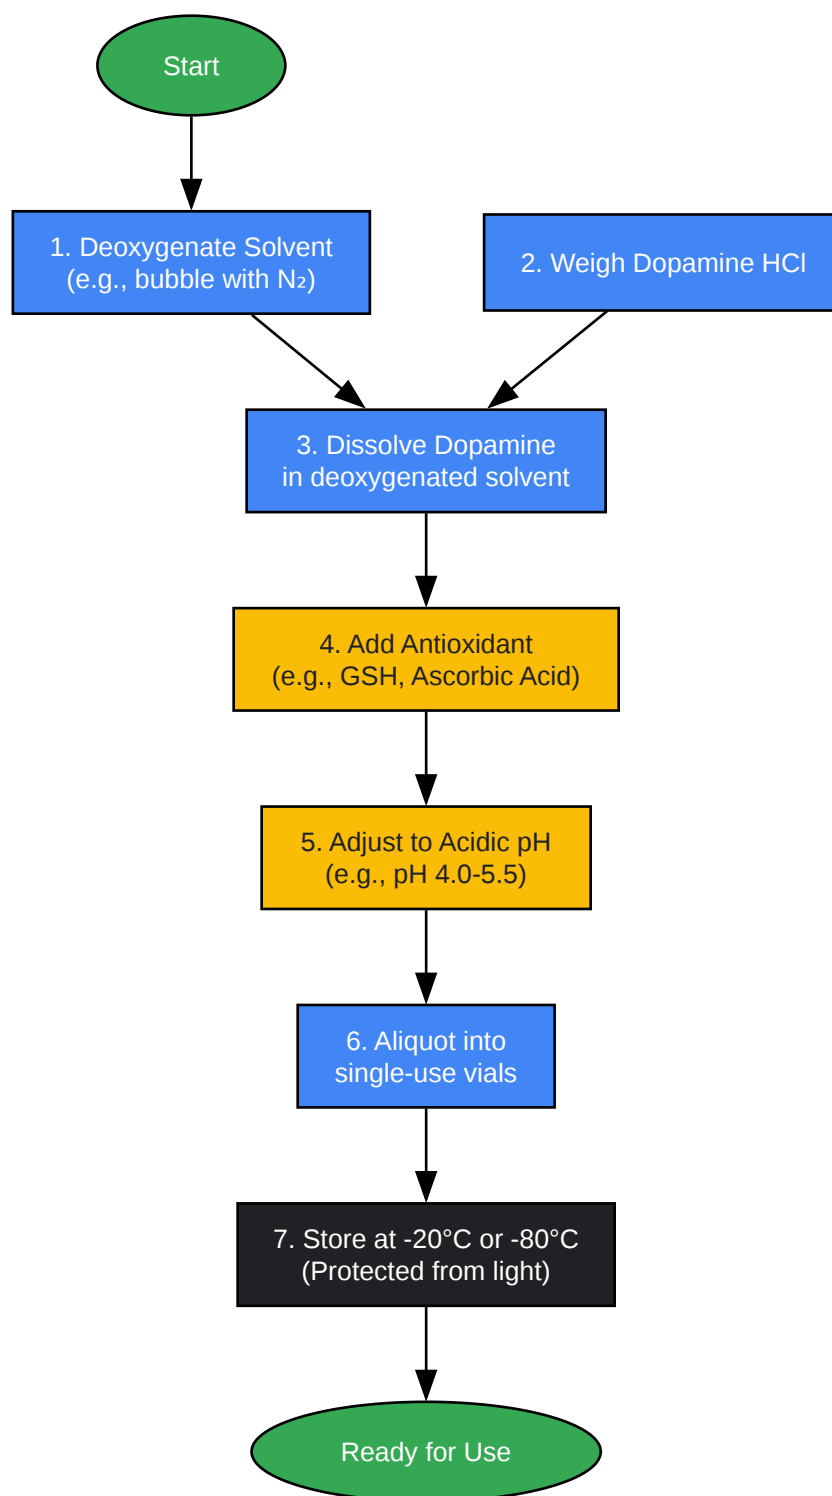 Start
1. Deoxygenate Solvent
(e.g., bubble with N₂)
2. Weigh Dopamine HCl
3. Dissolve Dopamine
in deoxygenated solvent
4. Add Antioxidant
(e.g., GSH, Ascorbic Acid)
5. Adjust to Acidic pH
(e.g., pH 4.0-5.5)
6. Aliquot into
single-use vials
7. Store at -20°C or -80°C
(Protected from light)
Ready for Use